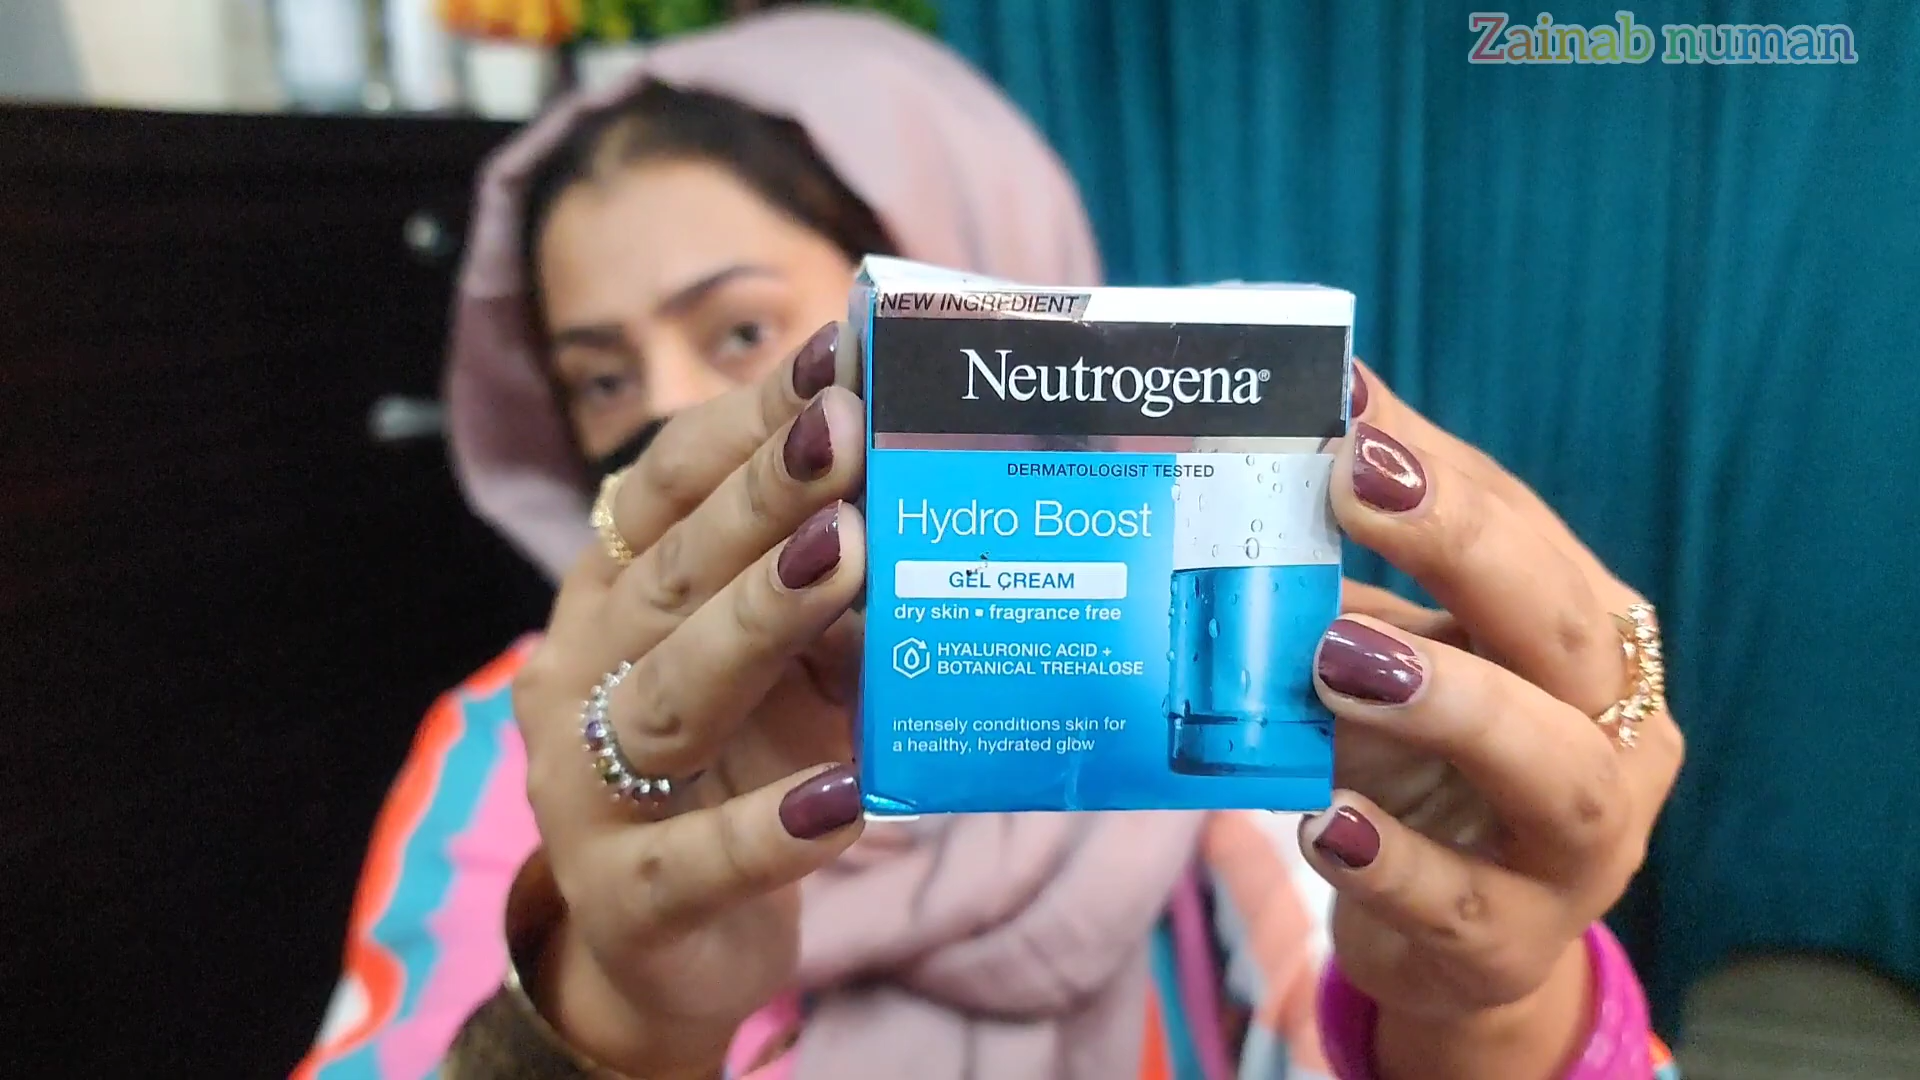 Zainab numan
NEW INGREDIENT
Neutrogena®
DERMATOLOGIST TESTED
Hydro Boost
GEL CREAM
dry skin ▪ fragrance free
HYALURONIC ACID +
BOTANICAL TREHALOSE
intensely conditions skin for
a healthy, hydrated glow